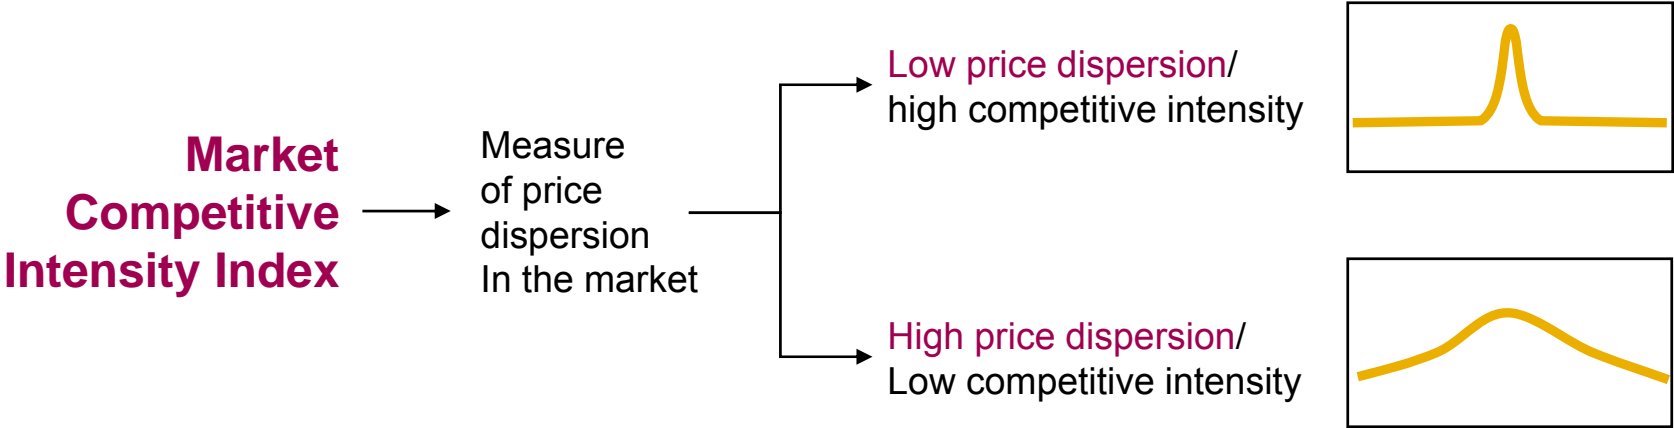 Market
Competitive
Intensity Index
Measure
of price
dispersion
In the market
Low price dispersion/
high competitive intensity
High price dispersion/
Low competitive intensity